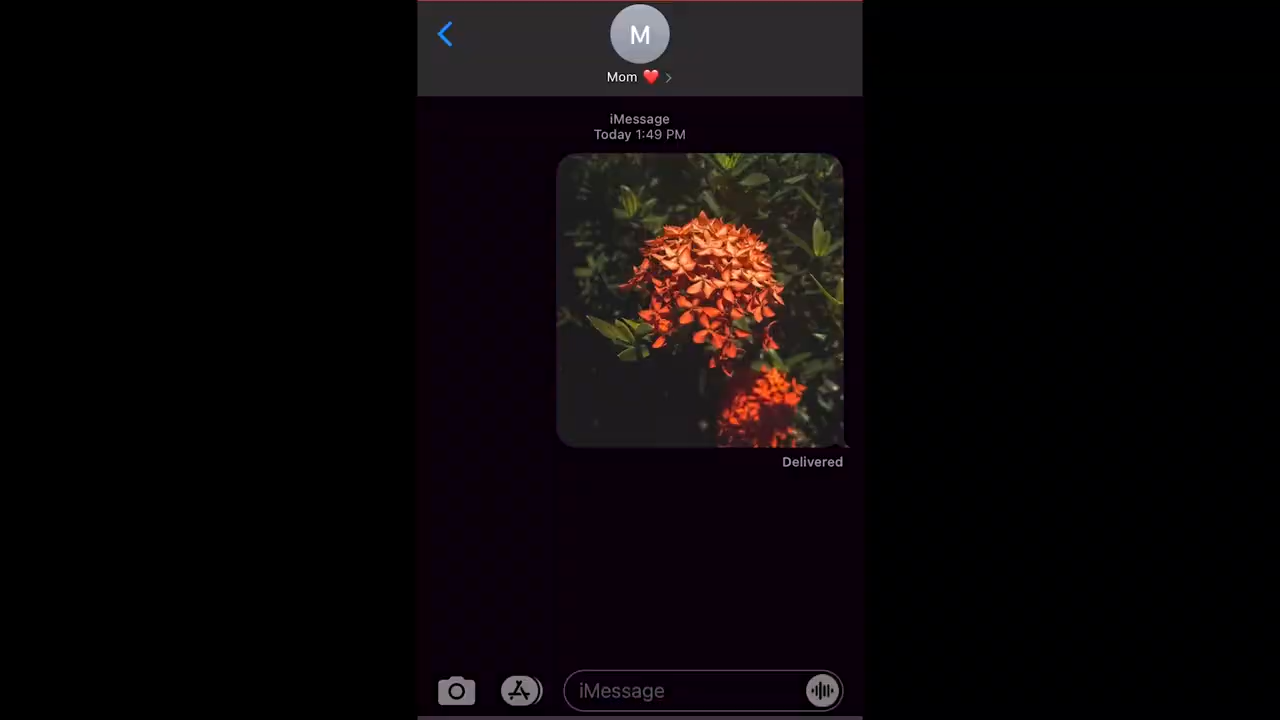 M
Mom ❤️ >
iMessage
Today 1:49 PM
Delivered
iMessage